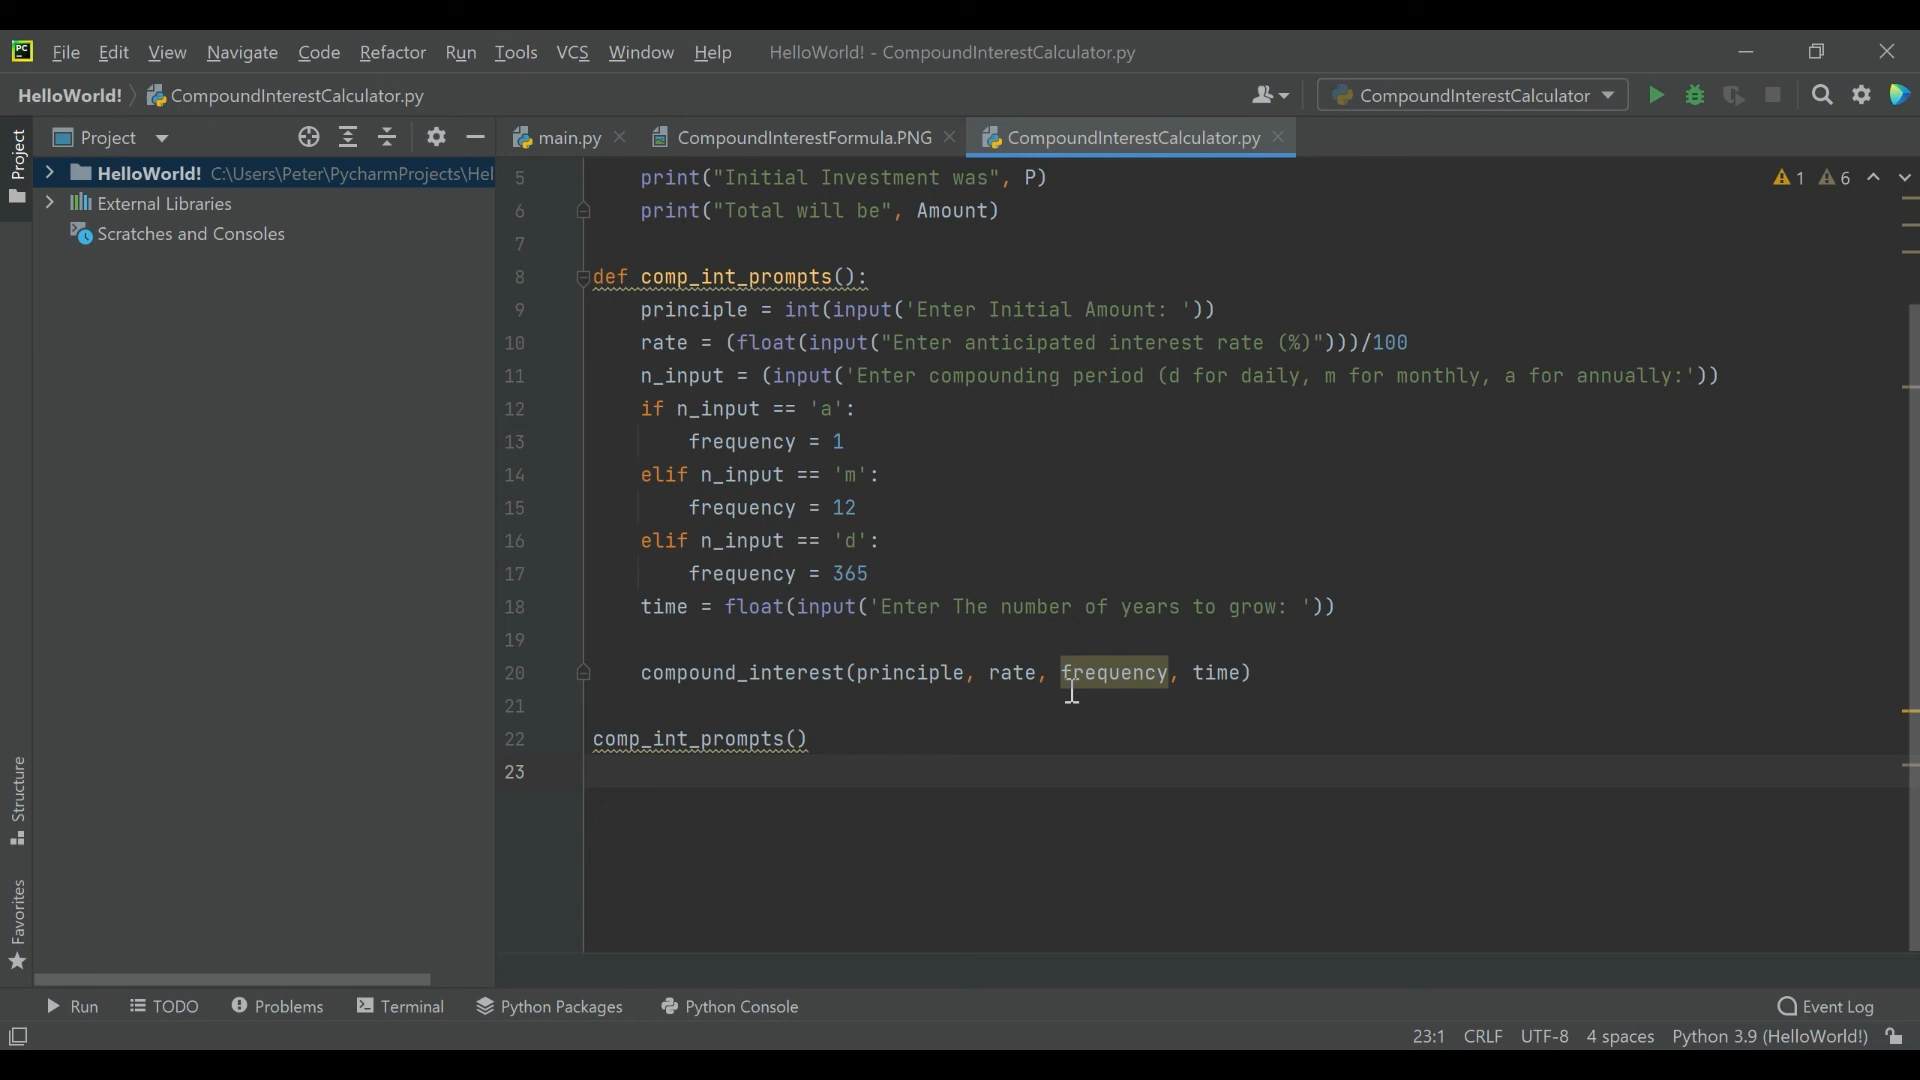 PC File Edit View Navigate Code Refactor Run Tools VCS Window Help HelloWorld! - CompoundInterestCalculator.py
HelloWorld! CompoundInterestCalculator.py CompoundInterestCalculator
Project
Project
main.py CompoundInterestFormula.PNG CompoundInterestCalculator.py
HelloWorld! C:\Users\Peter\PycharmProjects\Hel
External Libraries
Scratches and Consoles
1 6
5 print("Initial Investment was", P)
6 print("Total will be", Amount)
7
8 def comp_int_prompts():
9 principle = int(input('Enter Initial Amount: '))
10 rate = (float(input("Enter anticipated interest rate (%)")))/100
11 n_input = (input('Enter compounding period (d for daily, m for monthly, a for annually:'))
12 if n_input == 'a':
13 frequency = 1
14 elif n_input == 'm':
15 frequency = 12
16 elif n_input == 'd':
17 frequency = 365
18 time = float(input('Enter The number of years to grow: '))
19
20 compound_interest(principle, rate, frequency, time)
21
22 comp_int_prompts()
23
Structure
Favorites
Run TODO Problems Terminal Python Packages Python Console Event Log
23:1 CRLF UTF-8 4 spaces Python 3.9 (HelloWorld!)